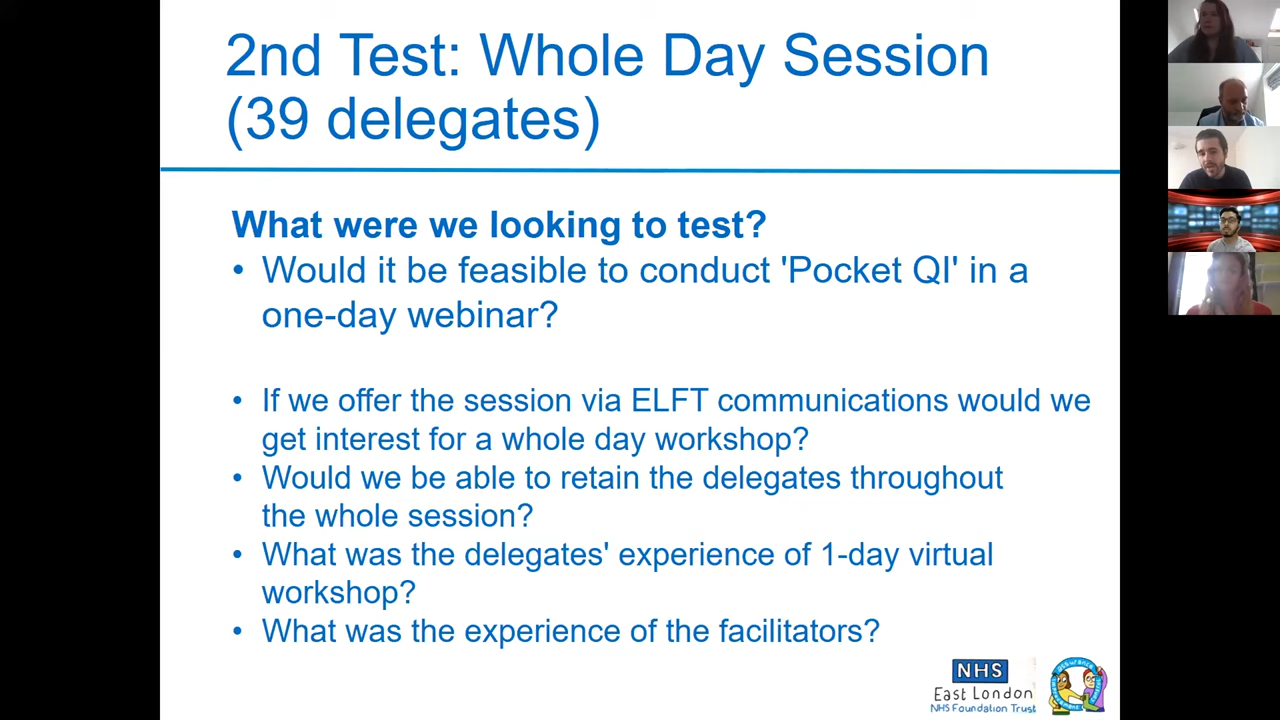 2nd Test: Whole Day Session
(39 delegates)
What were we looking to test?
• Would it be feasible to conduct 'Pocket QI' in a
one-day webinar?
• If we offer the session via ELFT communications would we
get interest for a whole day workshop?
• Would we be able to retain the delegates throughout
the whole session?
• What was the delegates' experience of 1-day virtual
workshop?
• What was the experience of the facilitators?
NHS
East London
NHS Foundation Trust
assurance